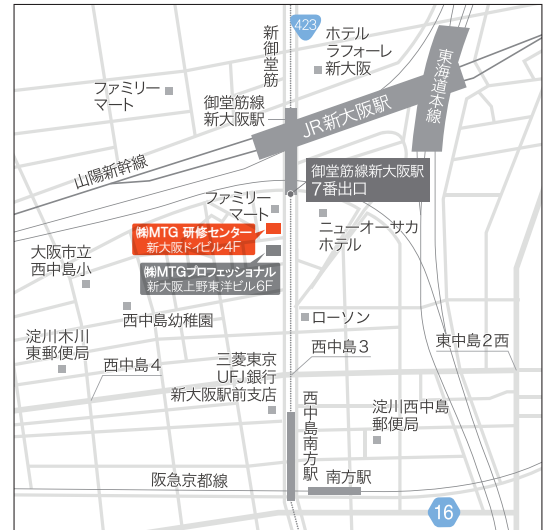 423
新御堂筋
ホテル
ラフォーレ
新大阪
東海道本線
ファミリー
マート
御堂筋線
新大阪駅
JR新大阪駅
山陽新幹線
御堂筋線新大阪駅
7番出口
ファミリー
マート
ニューオーサカ
ホテル
㈱MTG 研修センター
新大阪ドイビル4F
大阪市立
西中島小
㈱MTGプロフェッショナル
新大阪上野東洋ビル6F
西中島幼稚園
ローソン
淀川木川
東郵便局
西中島3
東中島2西
西中島4
三菱東京
UFJ銀行
新大阪駅前支店
西中島南方駅
淀川西中島
郵便局
阪急京都線
南方駅
16